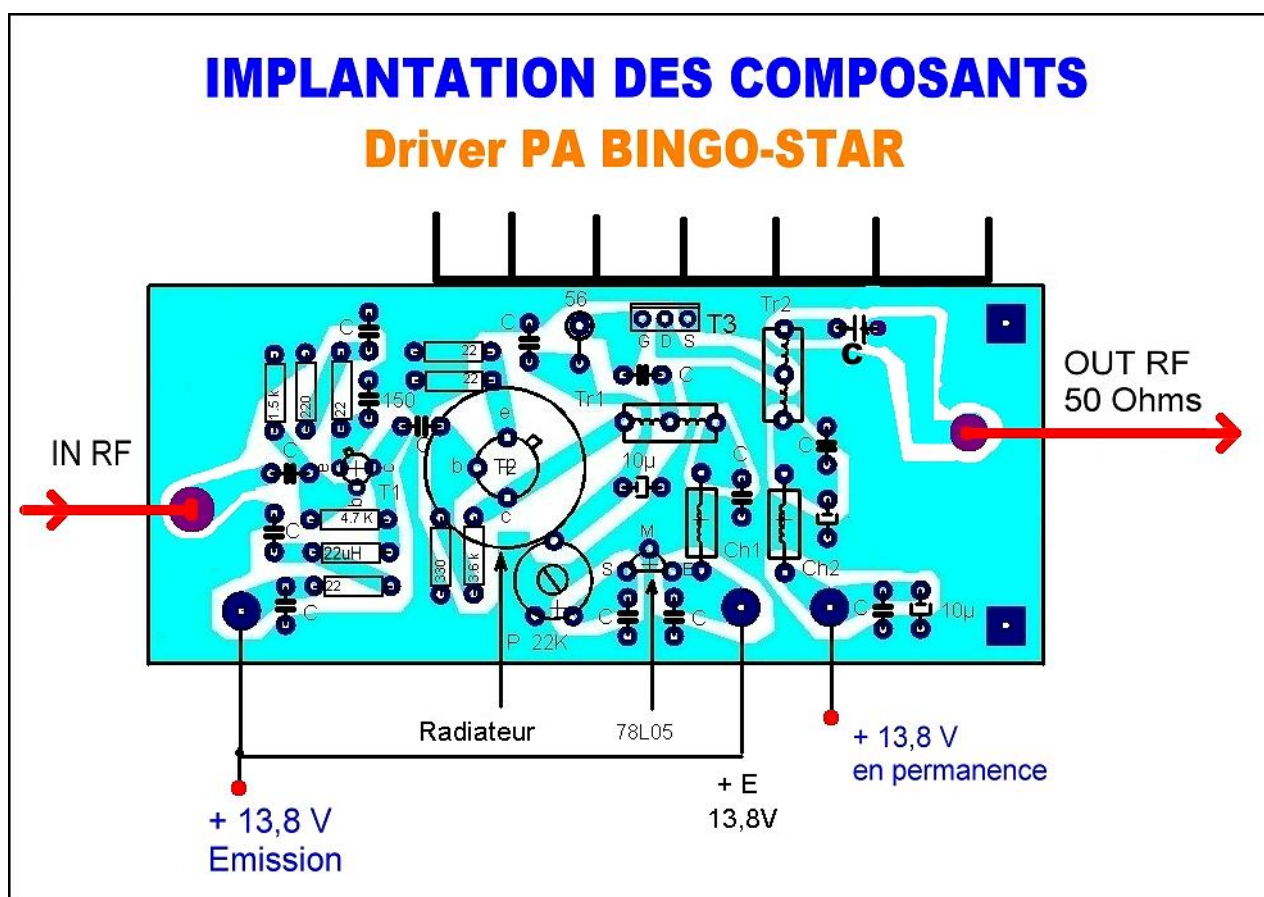 IMPLANTATION DES COMPOSANTS
Driver PA BINGO-STAR
56
Tr2
C
C
T3
G D S
C
22
22
C
1.5 k
220
22
150
C
Tr1
e
OUT RF
50 Ohms
IN RF
e
c
b
T1
b
T2
c
10µ
C
C
M
4.7 K
22uH
22
C
C
330
3.6 k
S
E
Ch1
Ch2
C
C
C
10µ
P 22K
Radiateur
78L05
+ 13,8 V
en permanence
+ E
13,8V
+ 13,8 V
Emission